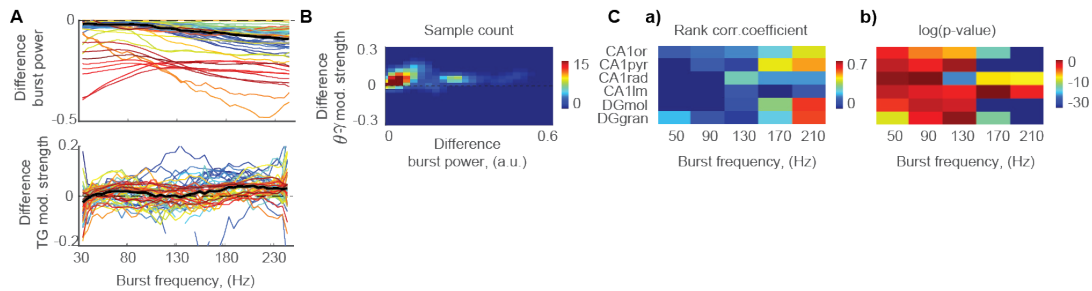 A
Difference
burst power
0
-0.5
Difference
TG mod. strength
0.2
0
0.2
30
80
130
180
230
Burst frequency, (Hz)
B
Sample count
Difference
θ-γ mod. strength
0.3
0
-0.3
0
0.6
Difference
burst power, (a.u.)
15
0
C
a)
Rank corr.coefficient
CA1or
CA1pyr
CA1rad
CA1lm
DGmol
DGgran
50 90 130 170 210
Burst frequency, (Hz)
0.7
0
b)
log(p-value)
50 90 130 170 210
Burst frequency, (Hz)
-10
-30